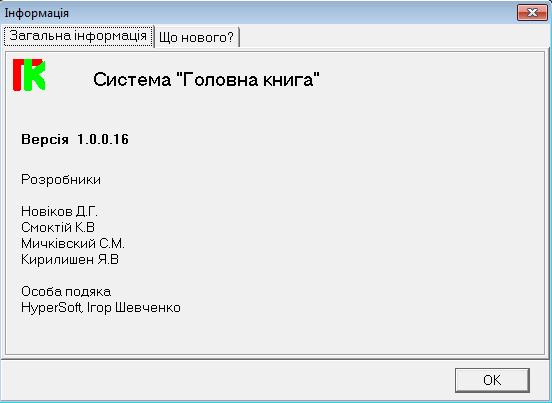 Інформація
Загальна інформація Що нового?
ГК
Система "Головна книга"
Версія 1.0.0.16
Розробники
Новіков Д.Г.
Смоктій К.В
Мичківский С.М.
Кирилишен Я.В
Особа подяка
HyperSoft, Ігор Шевченко
OK